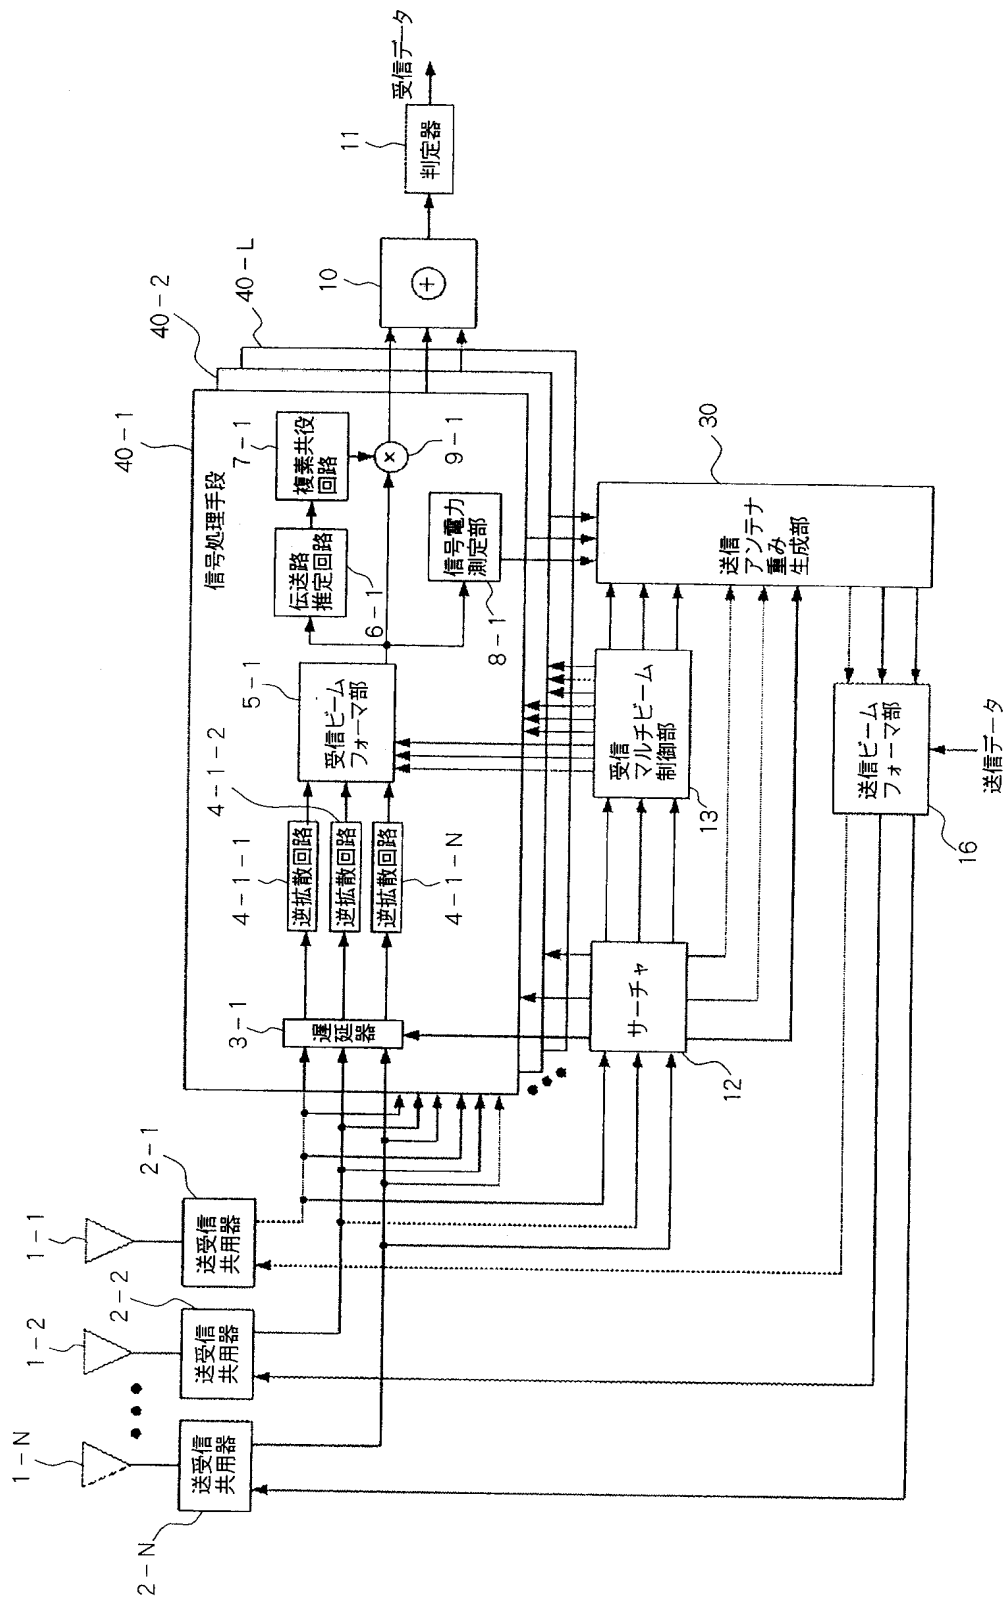 1-1
1-2
1-N
送受信
共用器
2-1
送受信
共用器
2-2
送受信
共用器
2-N
40-1
40-2
40-L
信号処理手段
遅延器
3-1
逆拡散回路
4-1-1
逆拡散回路
4-1-2
逆拡散回路
4-1-N
受信ビーム
フォーマ部
5-1
伝送路
推定回路
6-1
複素共役
回路
7-1
信号電力
測定部
8-1
×
9-1
+
10
判定器
11
受信データ
サーチャ
12
受信
マルチビーム
制御部
13
送信
アンテナ
重み
生成部
30
送信ビーム
フォーマ部
16
送信データ